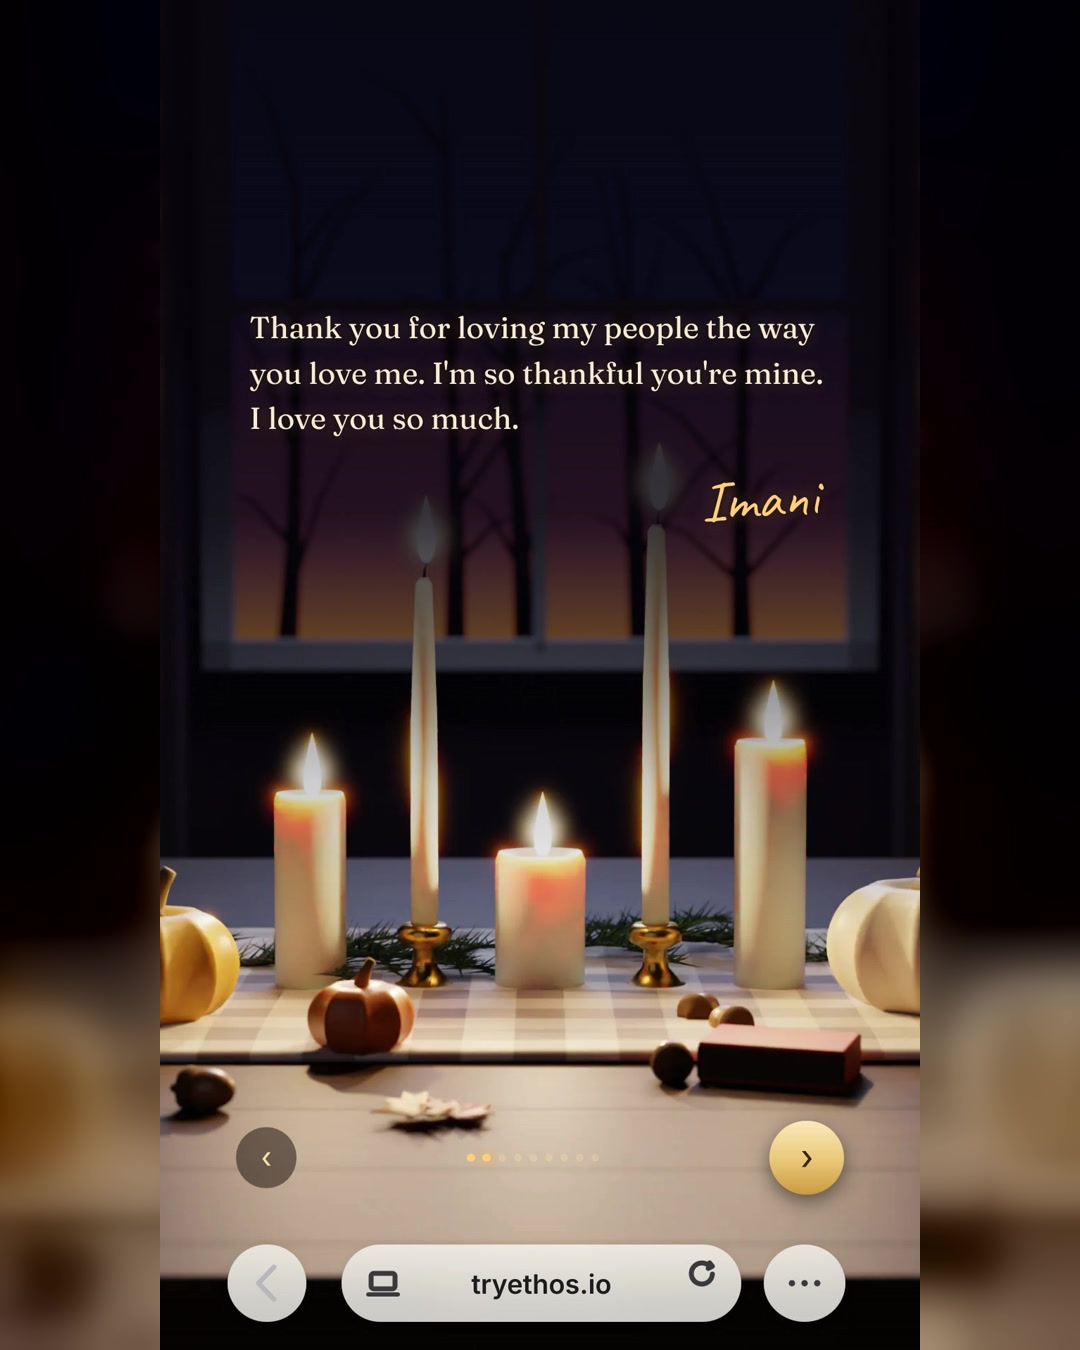 Thank you for loving my people the way
you love me. I'm so thankful you're mine.
I love you so much.
Imani
tryethos.io